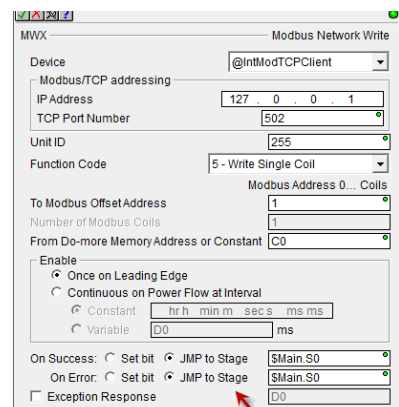 MWX Modbus Network Write
Device @IntModTCPClient
Modbus/TCP addressing
IP Address 127 . 0 . 0 . 1
TCP Port Number 502
Unit ID 255
Function Code 5 - Write Single Coil
Modbus Address 0... Coils
To Modbus Offset Address 1
Number of Modbus Coils 1
From Do-more Memory Address or Constant C0
Enable
Once on Leading Edge
Continuous on Power Flow at Interval
Constant hr h min m sec s ms ms
Variable D0 ms
On Success: Set bit JMP to Stage $Main.S0
On Error: Set bit JMP to Stage $Main.S0
Exception Response D0